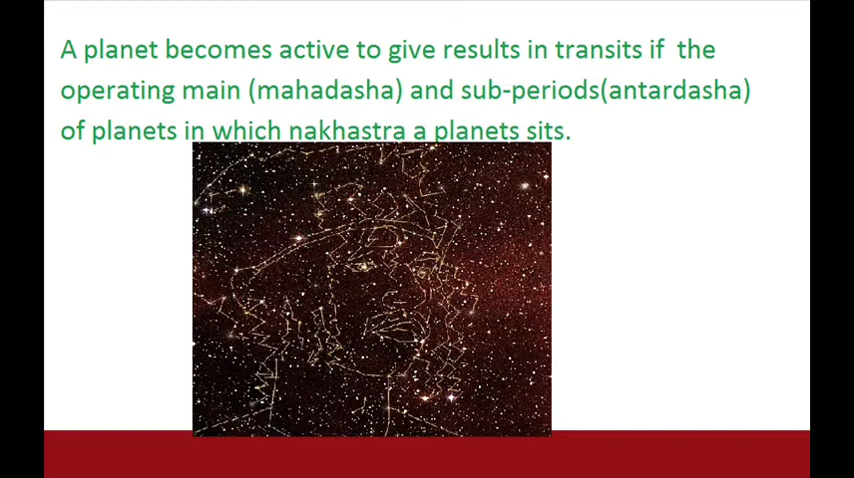 A planet becomes active to give results in transits if the
operating main (mahadasha) and sub-periods(antardasha)
of planets in which nakhastra a planets sits.